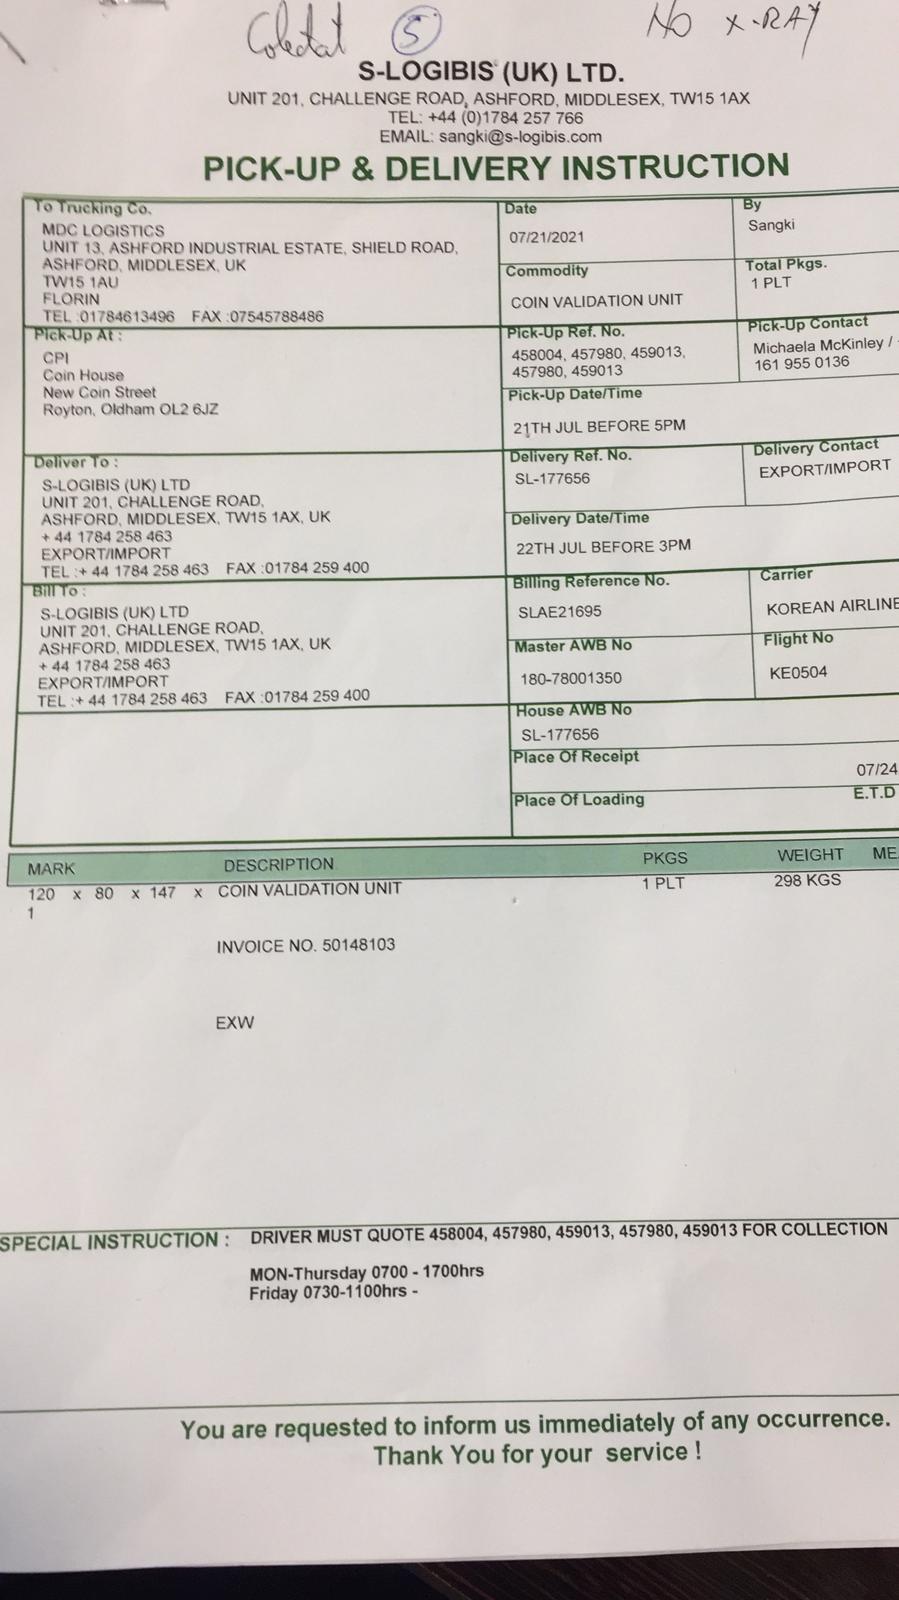 5
NO X-RAY
S-LOGIBIS (UK) LTD.
UNIT 201, CHALLENGE ROAD, ASHFORD, MIDDLESEX, TW15 1AX
TEL: +44 (0)1784 257 766
EMAIL: sangki@s-logibis.com
PICK-UP & DELIVERY INSTRUCTION
To Trucking Co.
MDC LOGISTICS
UNIT 13, ASHFORD INDUSTRIAL ESTATE, SHIELD ROAD,
ASHFORD, MIDDLESEX, UK
TW15 1AU
FLORIN
TEL :01784613496 FAX :07545788486
Date
07/21/2021
By
Sangki
Commodity
COIN VALIDATION UNIT
Total Pkgs.
1 PLT
Pick-Up At :
CPI
Coin House
New Coin Street
Royton, Oldham OL2 6JZ
Pick-Up Ref. No.
458004, 457980, 459013,
457980, 459013
Pick-Up Contact
Michaela McKinley /
161 955 0136
Pick-Up Date/Time
21TH JUL BEFORE 5PM
Deliver To :
S-LOGIBIS (UK) LTD
UNIT 201, CHALLENGE ROAD,
ASHFORD, MIDDLESEX, TW15 1AX, UK
+ 44 1784 258 463
EXPORT/IMPORT
TEL :+ 44 1784 258 463 FAX :01784 259 400
Delivery Ref. No.
SL-177656
Delivery Contact
EXPORT/IMPORT
Delivery Date/Time
22TH JUL BEFORE 3PM
Bill To :
S-LOGIBIS (UK) LTD
UNIT 201, CHALLENGE ROAD,
ASHFORD, MIDDLESEX, TW15 1AX, UK
+ 44 1784 258 463
EXPORT/IMPORT
TEL :+ 44 1784 258 463 FAX :01784 259 400
Billing Reference No.
SLAE21695
Carrier
KOREAN AIRLINE
Master AWB No
180-78001350
Flight No
KE0504
House AWB No
SL-177656
Place Of Receipt
07/24
Place Of Loading
E.T.D
MARK DESCRIPTION PKGS WEIGHT ME
120 x 80 x 147 x COIN VALIDATION UNIT 1 PLT 298 KGS
1
INVOICE NO. 50148103
EXW
SPECIAL INSTRUCTION : DRIVER MUST QUOTE 458004, 457980, 459013, 457980, 459013 FOR COLLECTION
MON-Thursday 0700 - 1700hrs
Friday 0730-1100hrs -
You are requested to inform us immediately of any occurrence.
Thank You for your service !